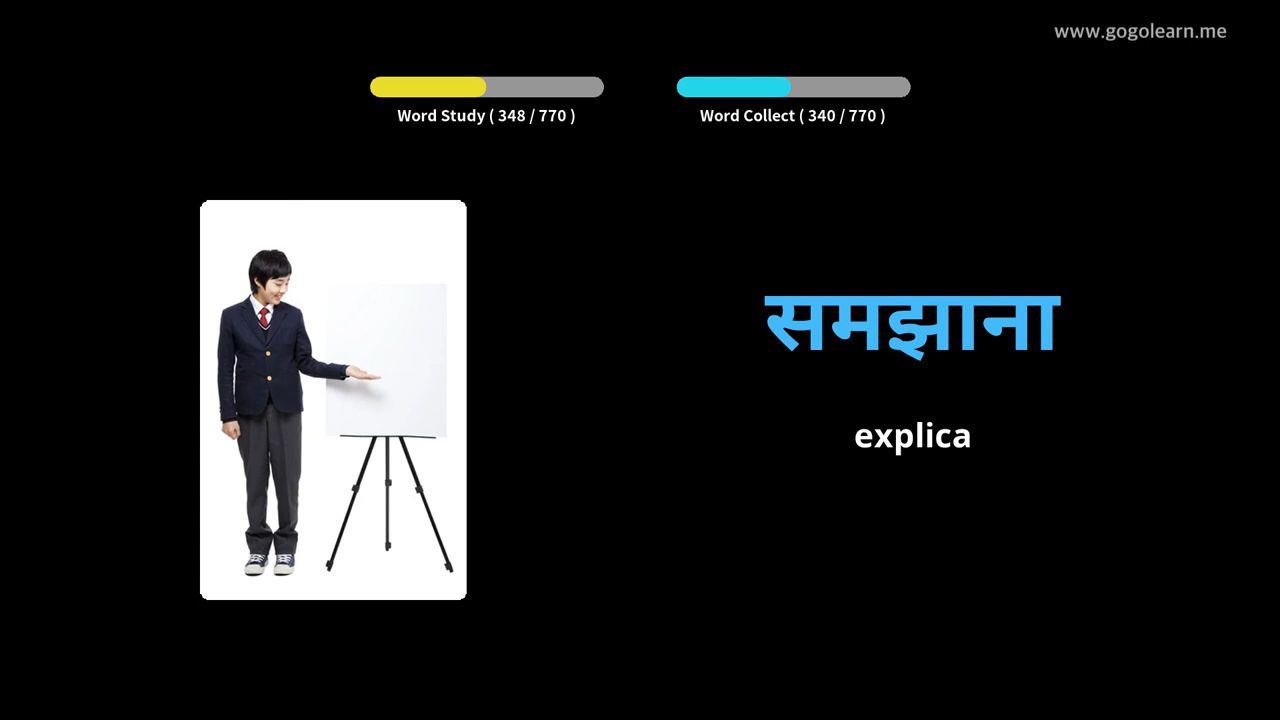 www.gogolearn.me
Word Study ( 348 / 770 )
Word Collect ( 340 / 770 )
समझाना
explica